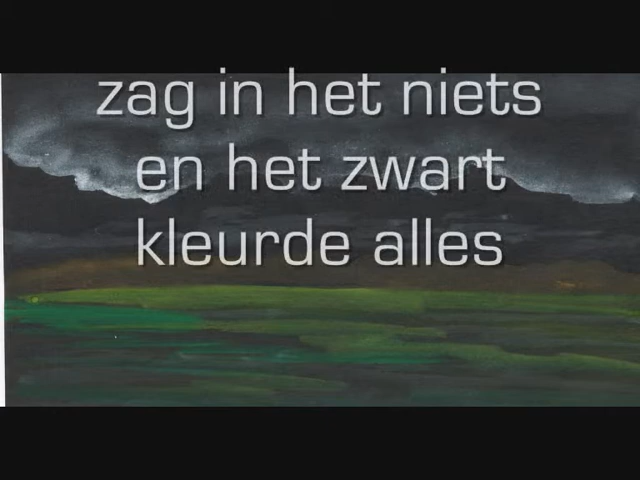 zag in het niets
en het zwart
kleurde alles